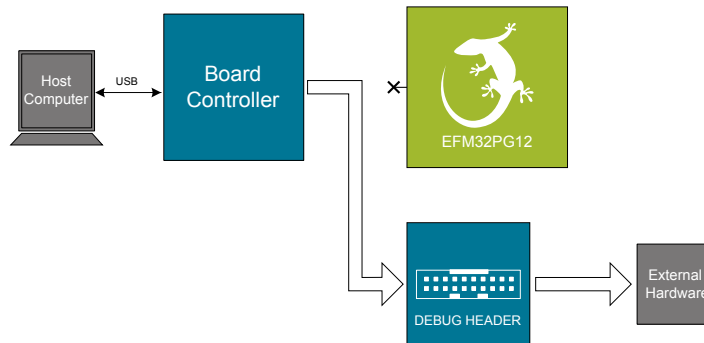 Host
Computer
USB
Board
Controller
EFM32PG12
DEBUG HEADER
External
Hardware